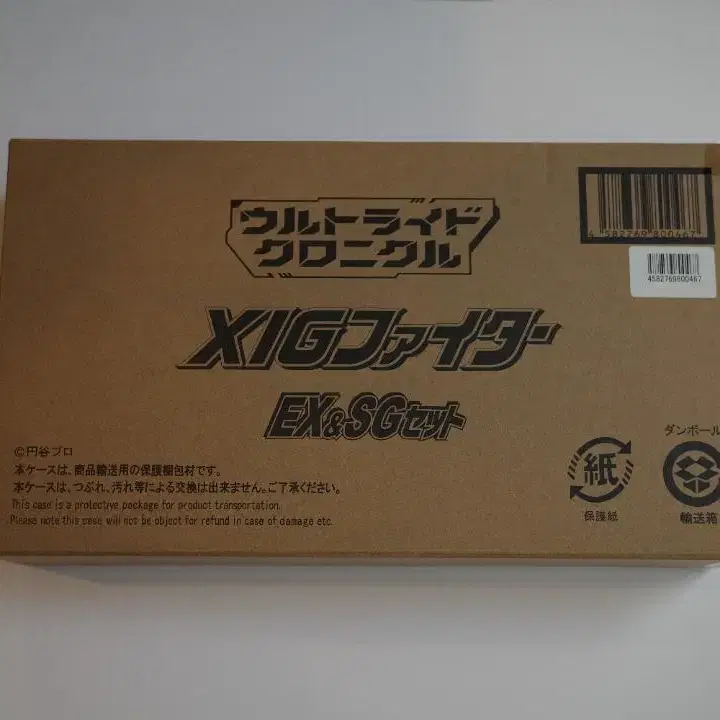 ウルトライド
クロニクル
4 582769 800467
4582769800467
XIGファイター
EX&SGセット
©円谷プロ
本ケースは、商品輸送用の保護梱包材です。
本ケースは、つぶれ、汚れ等による交換は出来ません。ご了承ください。
This case is a protective package for product transportation.
Please note this case will not be object for refund in case of damage etc.
紙
保護紙
ダンボール
輸送箱